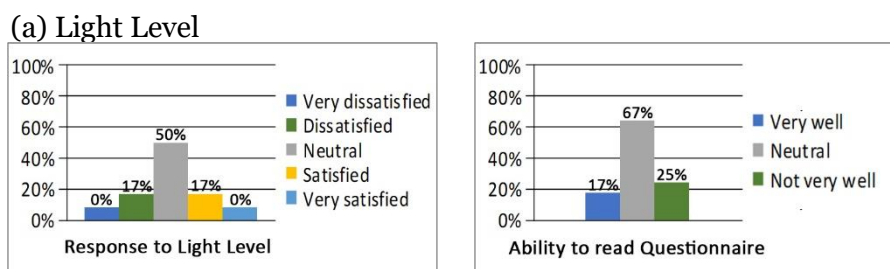 (a) Light Level
100%
80%
60%
40%
20%
0%
0%
17%
50%
17%
0%
Very dissatisfied
Dissatisfied
Neutral
Satisfied
Very satisfied
Response to Light Level
100%
80%
60%
40%
20%
0%
17%
67%
25%
Very well
Neutral
Not very well
Ability to read Questionnaire